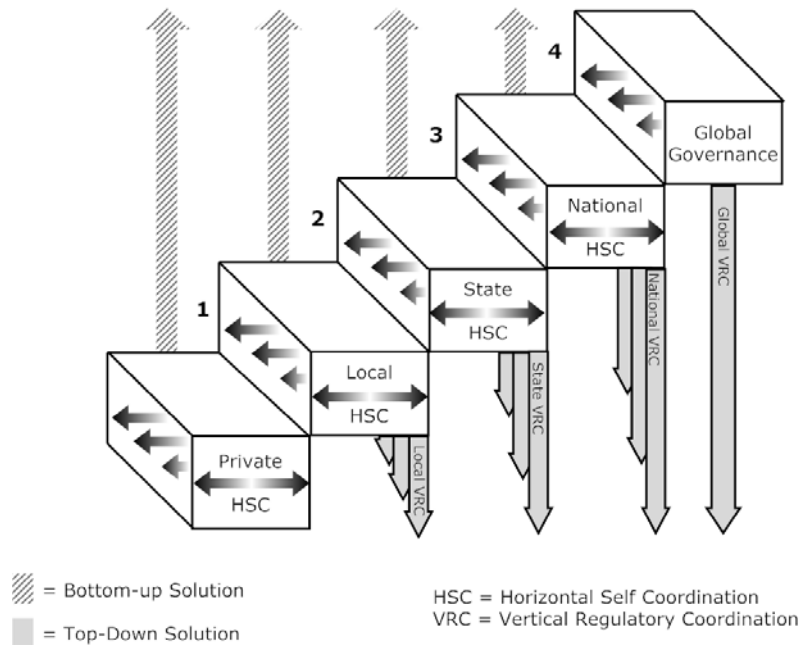 4
Global
Governance
3
National
HSC
Global VRC
2
State
HSC
National VRC
1
Local
HSC
State VRC
Private
HSC
Local VRC
= Bottom-up Solution
= Top-Down Solution
HSC = Horizontal Self Coordination
VRC = Vertical Regulatory Coordination